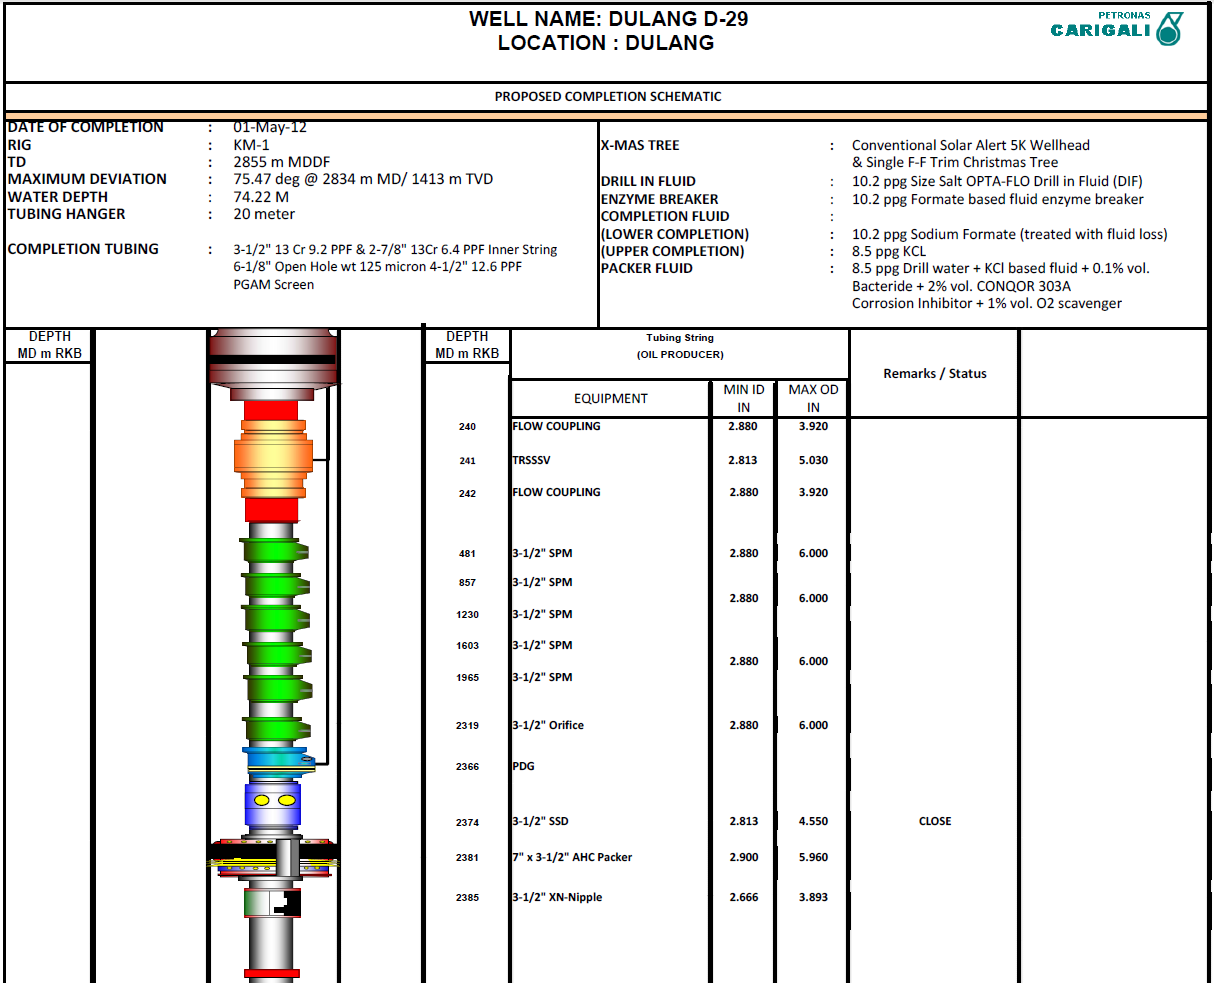 WELL NAME: DULANG D-29
LOCATION : DULANG
PETRONAS
CARIGALI
PROPOSED COMPLETION SCHEMATIC
DATE OF COMPLETION : 01-May-12
RIG : KM-1
TD : 2855 m MDDF
MAXIMUM DEVIATION : 75.47 deg @ 2834 m MD/ 1413 m TVD
WATER DEPTH : 74.22 M
TUBING HANGER : 20 meter
COMPLETION TUBING : 3-1/2" 13 Cr 9.2 PPF & 2-7/8" 13Cr 6.4 PPF Inner String
6-1/8" Open Hole wt 125 micron 4-1/2" 12.6 PPF
PGAM Screen
X-MAS TREE : Conventional Solar Alert 5K Wellhead
& Single F-F Trim Christmas Tree
DRILL IN FLUID : 10.2 ppg Size Salt OPTA-FLO Drill in Fluid (DIF)
ENZYME BREAKER : 10.2 ppg Formate based fluid enzyme breaker
COMPLETION FLUID :
(LOWER COMPLETION) : 10.2 ppg Sodium Formate (treated with fluid loss)
(UPPER COMPLETION) : 8.5 ppg KCL
PACKER FLUID : 8.5 ppg Drill water + KCl based fluid + 0.1% vol.
Bacteride + 2% vol. CONQOR 303A
Corrosion Inhibitor + 1% vol. O2 scavenger
DEPTH
MD m RKB
DEPTH
MD m RKB
Tubing String
(OIL PRODUCER)
Remarks / Status
EQUIPMENT
MIN ID
IN
MAX OD
IN
240 FLOW COUPLING 2.880 3.920
241 TRSSSV 2.813 5.030
242 FLOW COUPLING 2.880 3.920
481 3-1/2" SPM 2.880 6.000
857 3-1/2" SPM
2.880 6.000
1230 3-1/2" SPM
1603 3-1/2" SPM
2.880 6.000
1965 3-1/2" SPM
2319 3-1/2" Orifice 2.880 6.000
2366 PDG
2374 3-1/2" SSD 2.813 4.550 CLOSE
2381 7" x 3-1/2" AHC Packer 2.900 5.960
2385 3-1/2" XN-Nipple 2.666 3.893